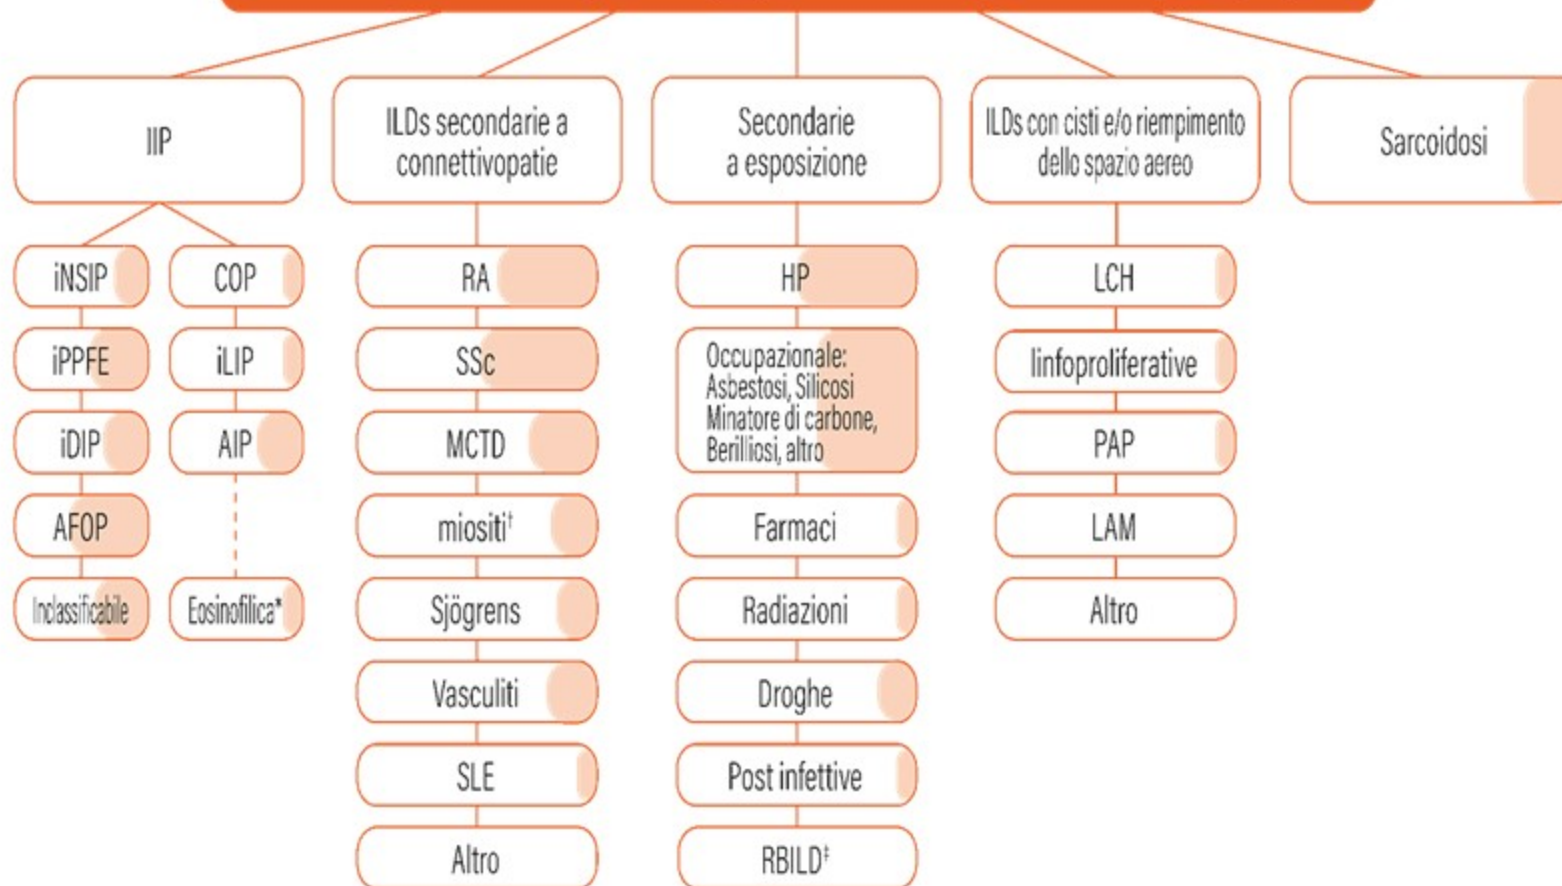 IIP
ILDs secondarie a
connettivopatie
Secondarie
a esposizione
ILDs con cisti e/o riempimento
dello spazio aereo
Sarcoidosi
iNSIP
iPPFE
iDIP
AFOP
Inclassificabile
COP
iLIP
AIP
Eosinofilica*
RA
SSc
MCTD
miositi†
Sjögrens
Vasculiti
SLE
Altro
HP
Occupazionale:
Asbestosi, Silicosi
Minatore di carbone,
Berilliosi, altro
Farmaci
Radiazioni
Droghe
Post infettive
RBILD‡
LCH
linfoproliferative
PAP
LAM
Altro